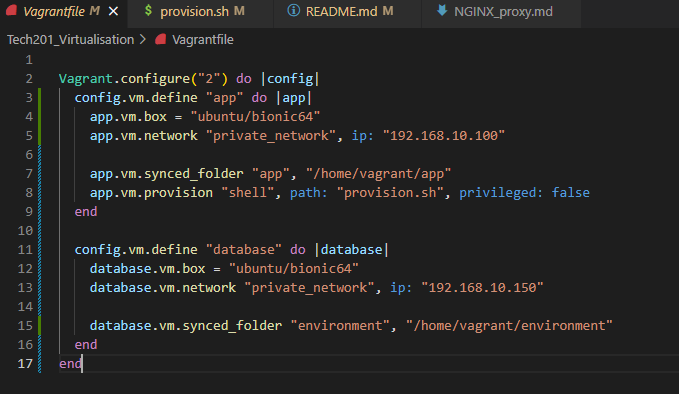 Vagrantfile M × $ provision.sh M README.md M NGINX_proxy.md
Tech201_Virtualisation > Vagrantfile
1
2 Vagrant.configure("2") do |config|
3 config.vm.define "app" do |app|
4 app.vm.box = "ubuntu/bionic64"
5 app.vm.network "private_network", ip: "192.168.10.100"
6
7 app.vm.synced_folder "app", "/home/vagrant/app"
8 app.vm.provision "shell", path: "provision.sh", privileged: false
9 end
10
11 config.vm.define "database" do |database|
12 database.vm.box = "ubuntu/bionic64"
13 database.vm.network "private_network", ip: "192.168.10.150"
14
15 database.vm.synced_folder "environment", "/home/vagrant/environment"
16 end
17 end